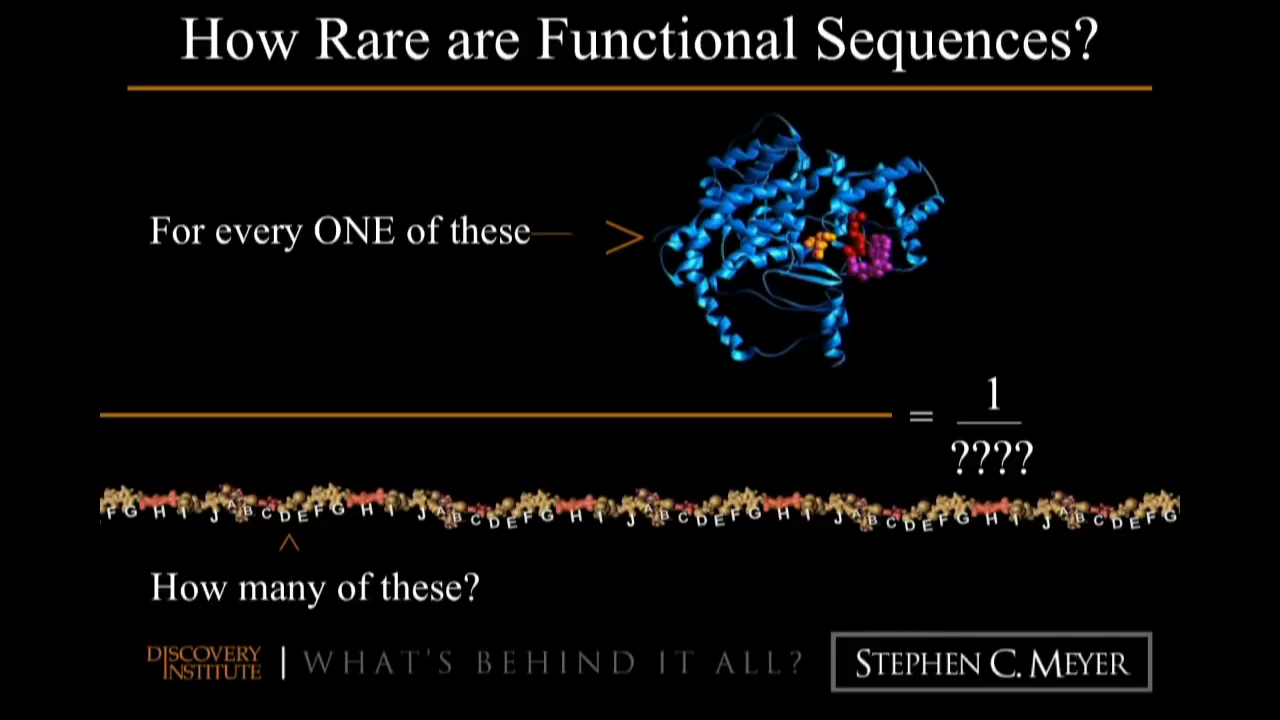 How Rare are Functional Sequences?
For every ONE of these
>
= 1
????
F G H I J A B C D E F G H I J A B C D E F G H I J A B C D E F G H I J A B C D E F G H I J A B C D E F G
^
How many of these?
DISCOVERY
INSTITUTE | WHAT'S BEHIND IT ALL?
STEPHEN C. MEYER